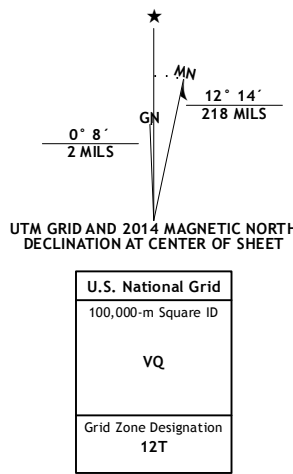 MN
GN
12° 14´
218 MILS
0° 8´
2 MILS
UTM GRID AND 2014 MAGNETIC NORTH
DECLINATION AT CENTER OF SHEET
U.S. National Grid
100,000-m Square ID
VQ
Grid Zone Designation
12T